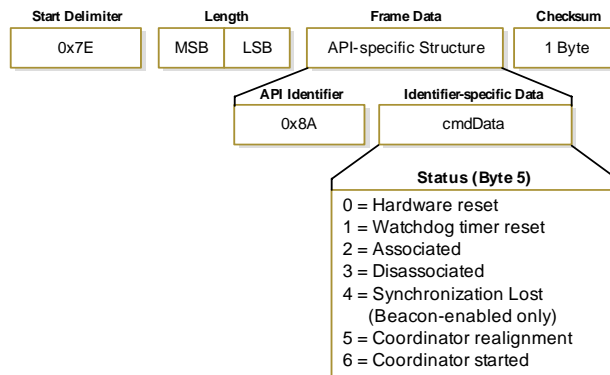 Start Delimiter Length Frame Data Checksum
0x7E MSB LSB API-specific Structure 1 Byte
API Identifier Identifier-specific Data
0x8A cmdData
Status (Byte 5)
0 = Hardware reset
1 = Watchdog timer reset
2 = Associated
3 = Disassociated
4 = Synchronization Lost
(Beacon-enabled only)
5 = Coordinator realignment
6 = Coordinator started